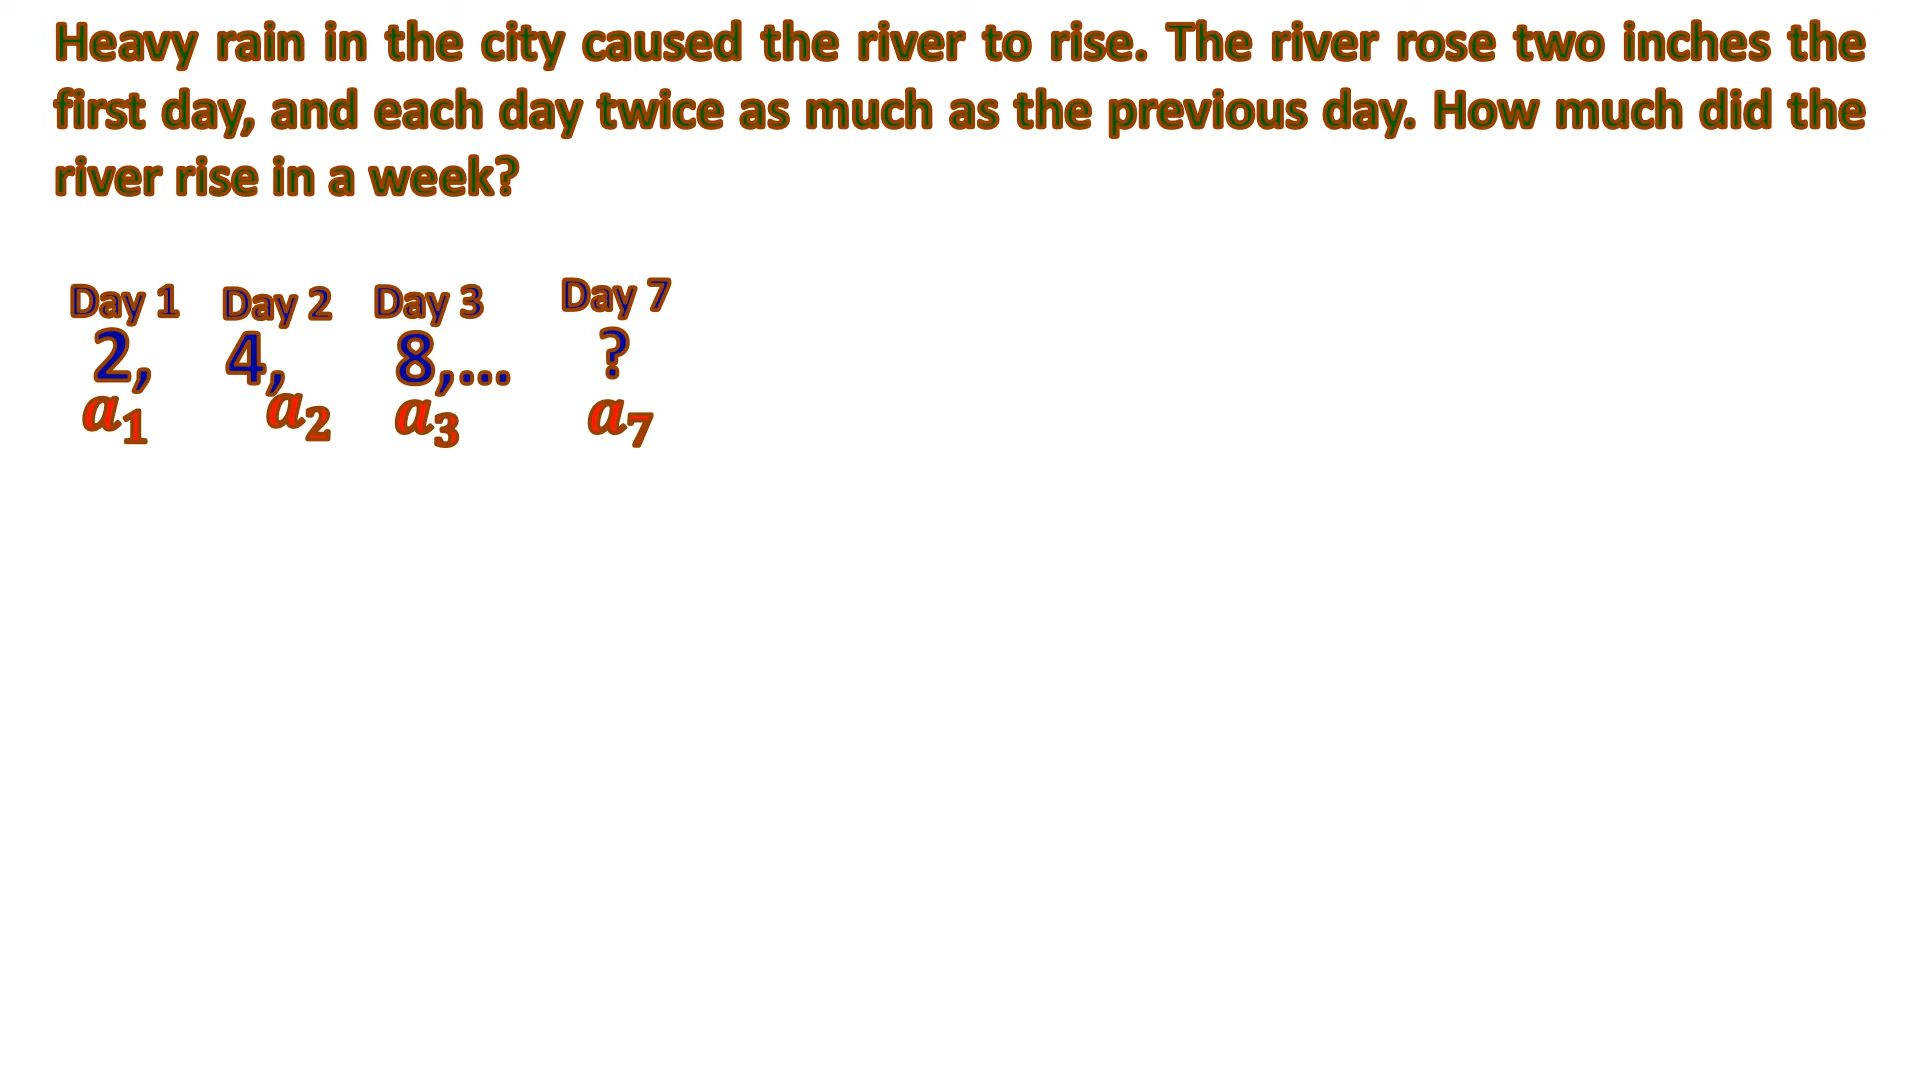 Heavy rain in the city caused the river to rise. The river rose two inches the
first day, and each day twice as much as the previous day. How much did the
river rise in a week?
Day 1 Day 2 Day 3 Day 7
2, 4, 8,... ?
a₁ a₂ a₃ a₇